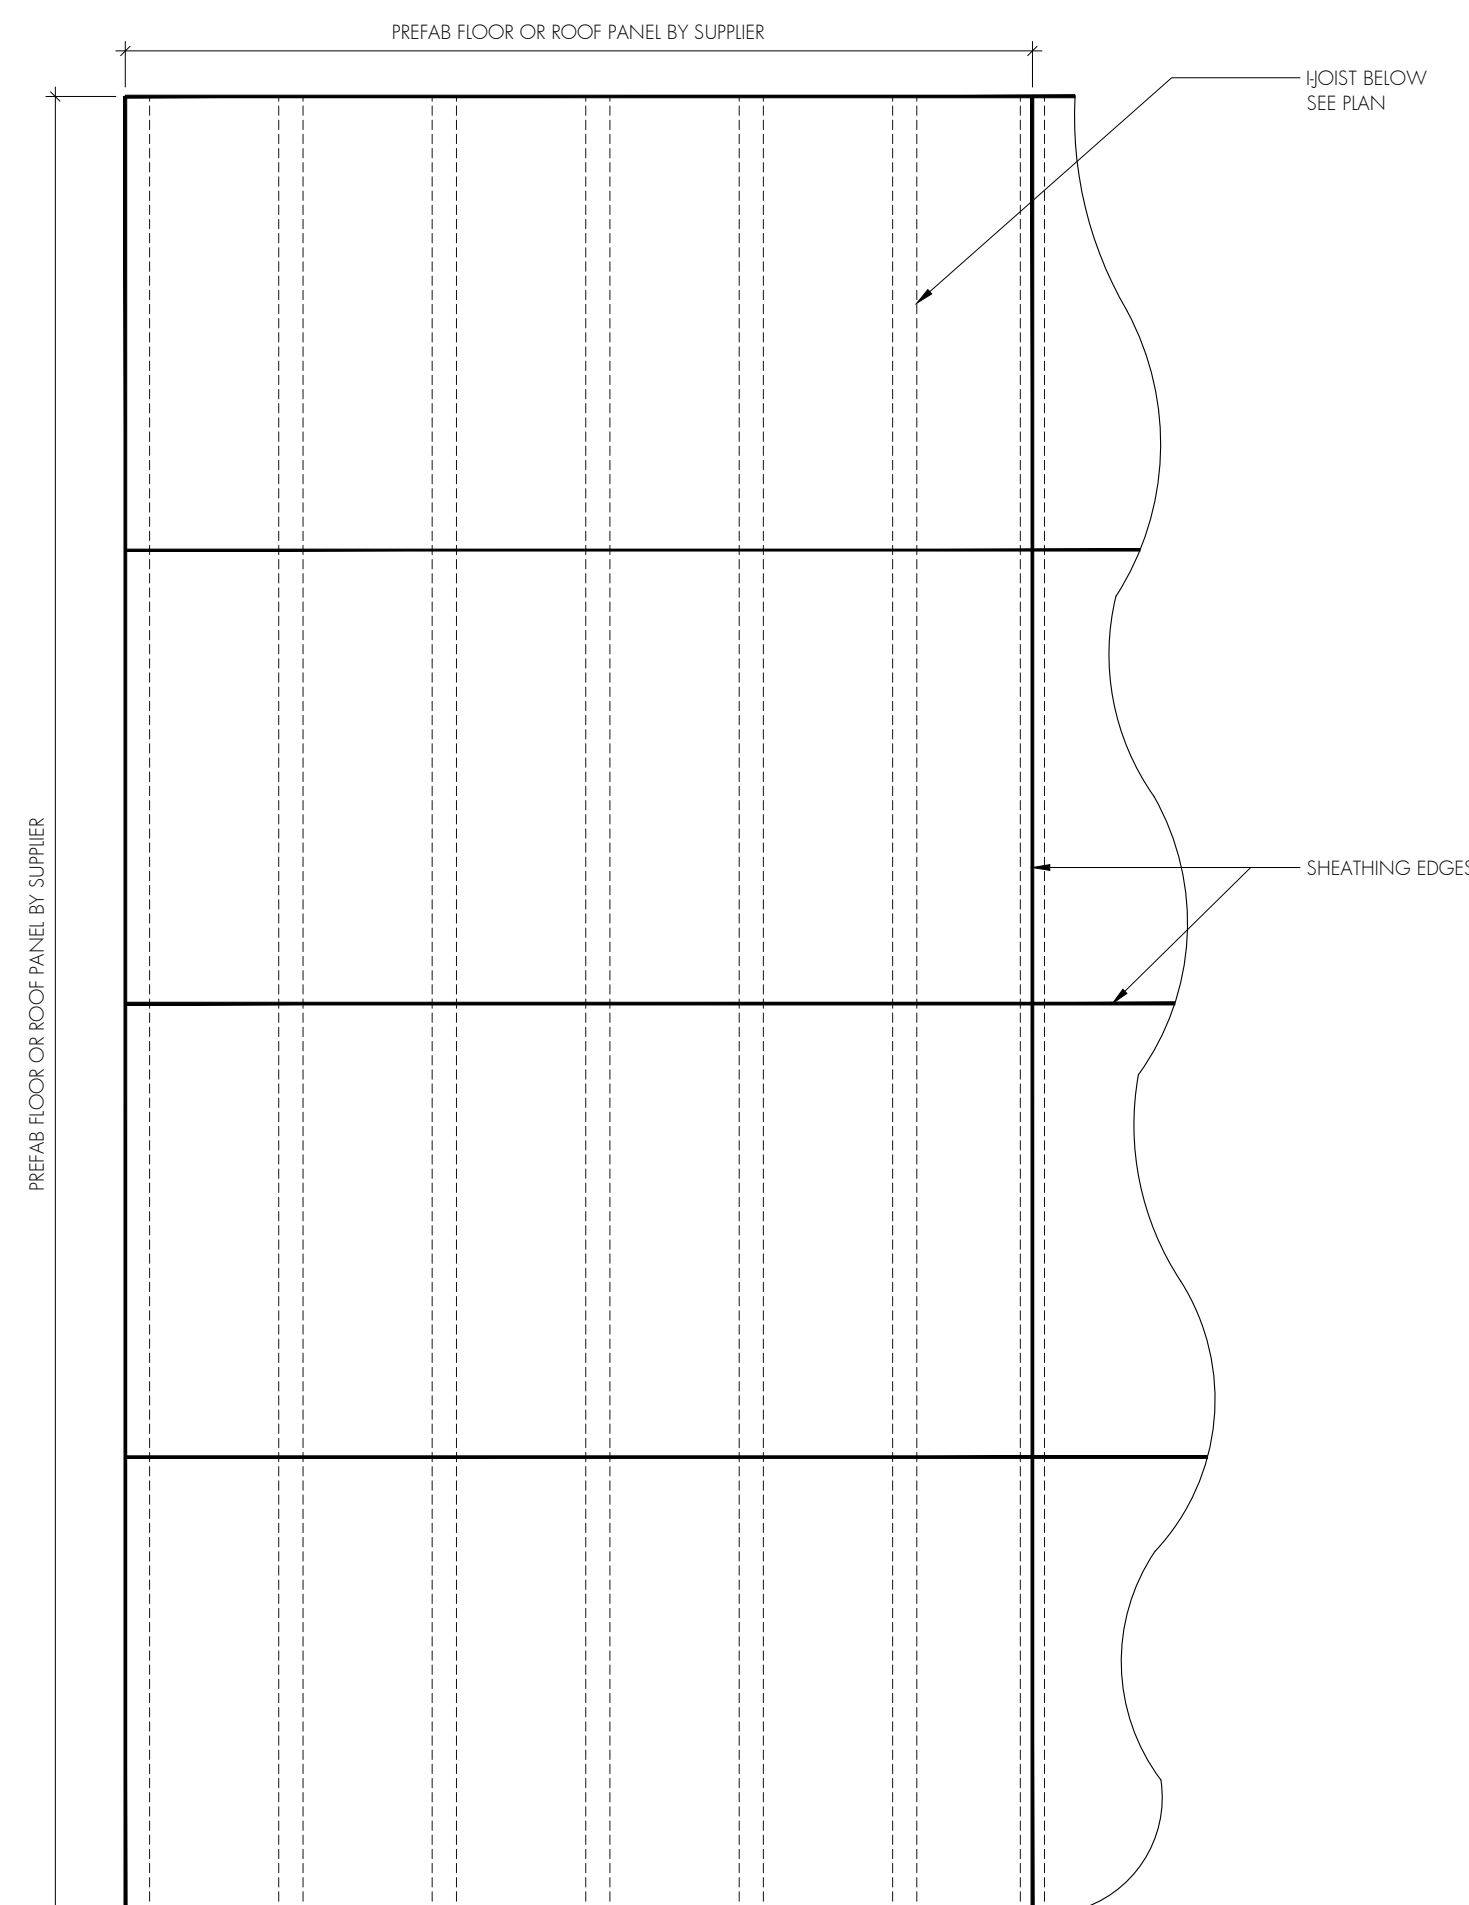 PREFAB FLOOR OR ROOF PANEL BY SUPPLIER
I-JOIST BELOW
SEE PLAN
PREFAB FLOOR OR ROOF PANEL BY SUPPLIER
SHEATHING EDGES